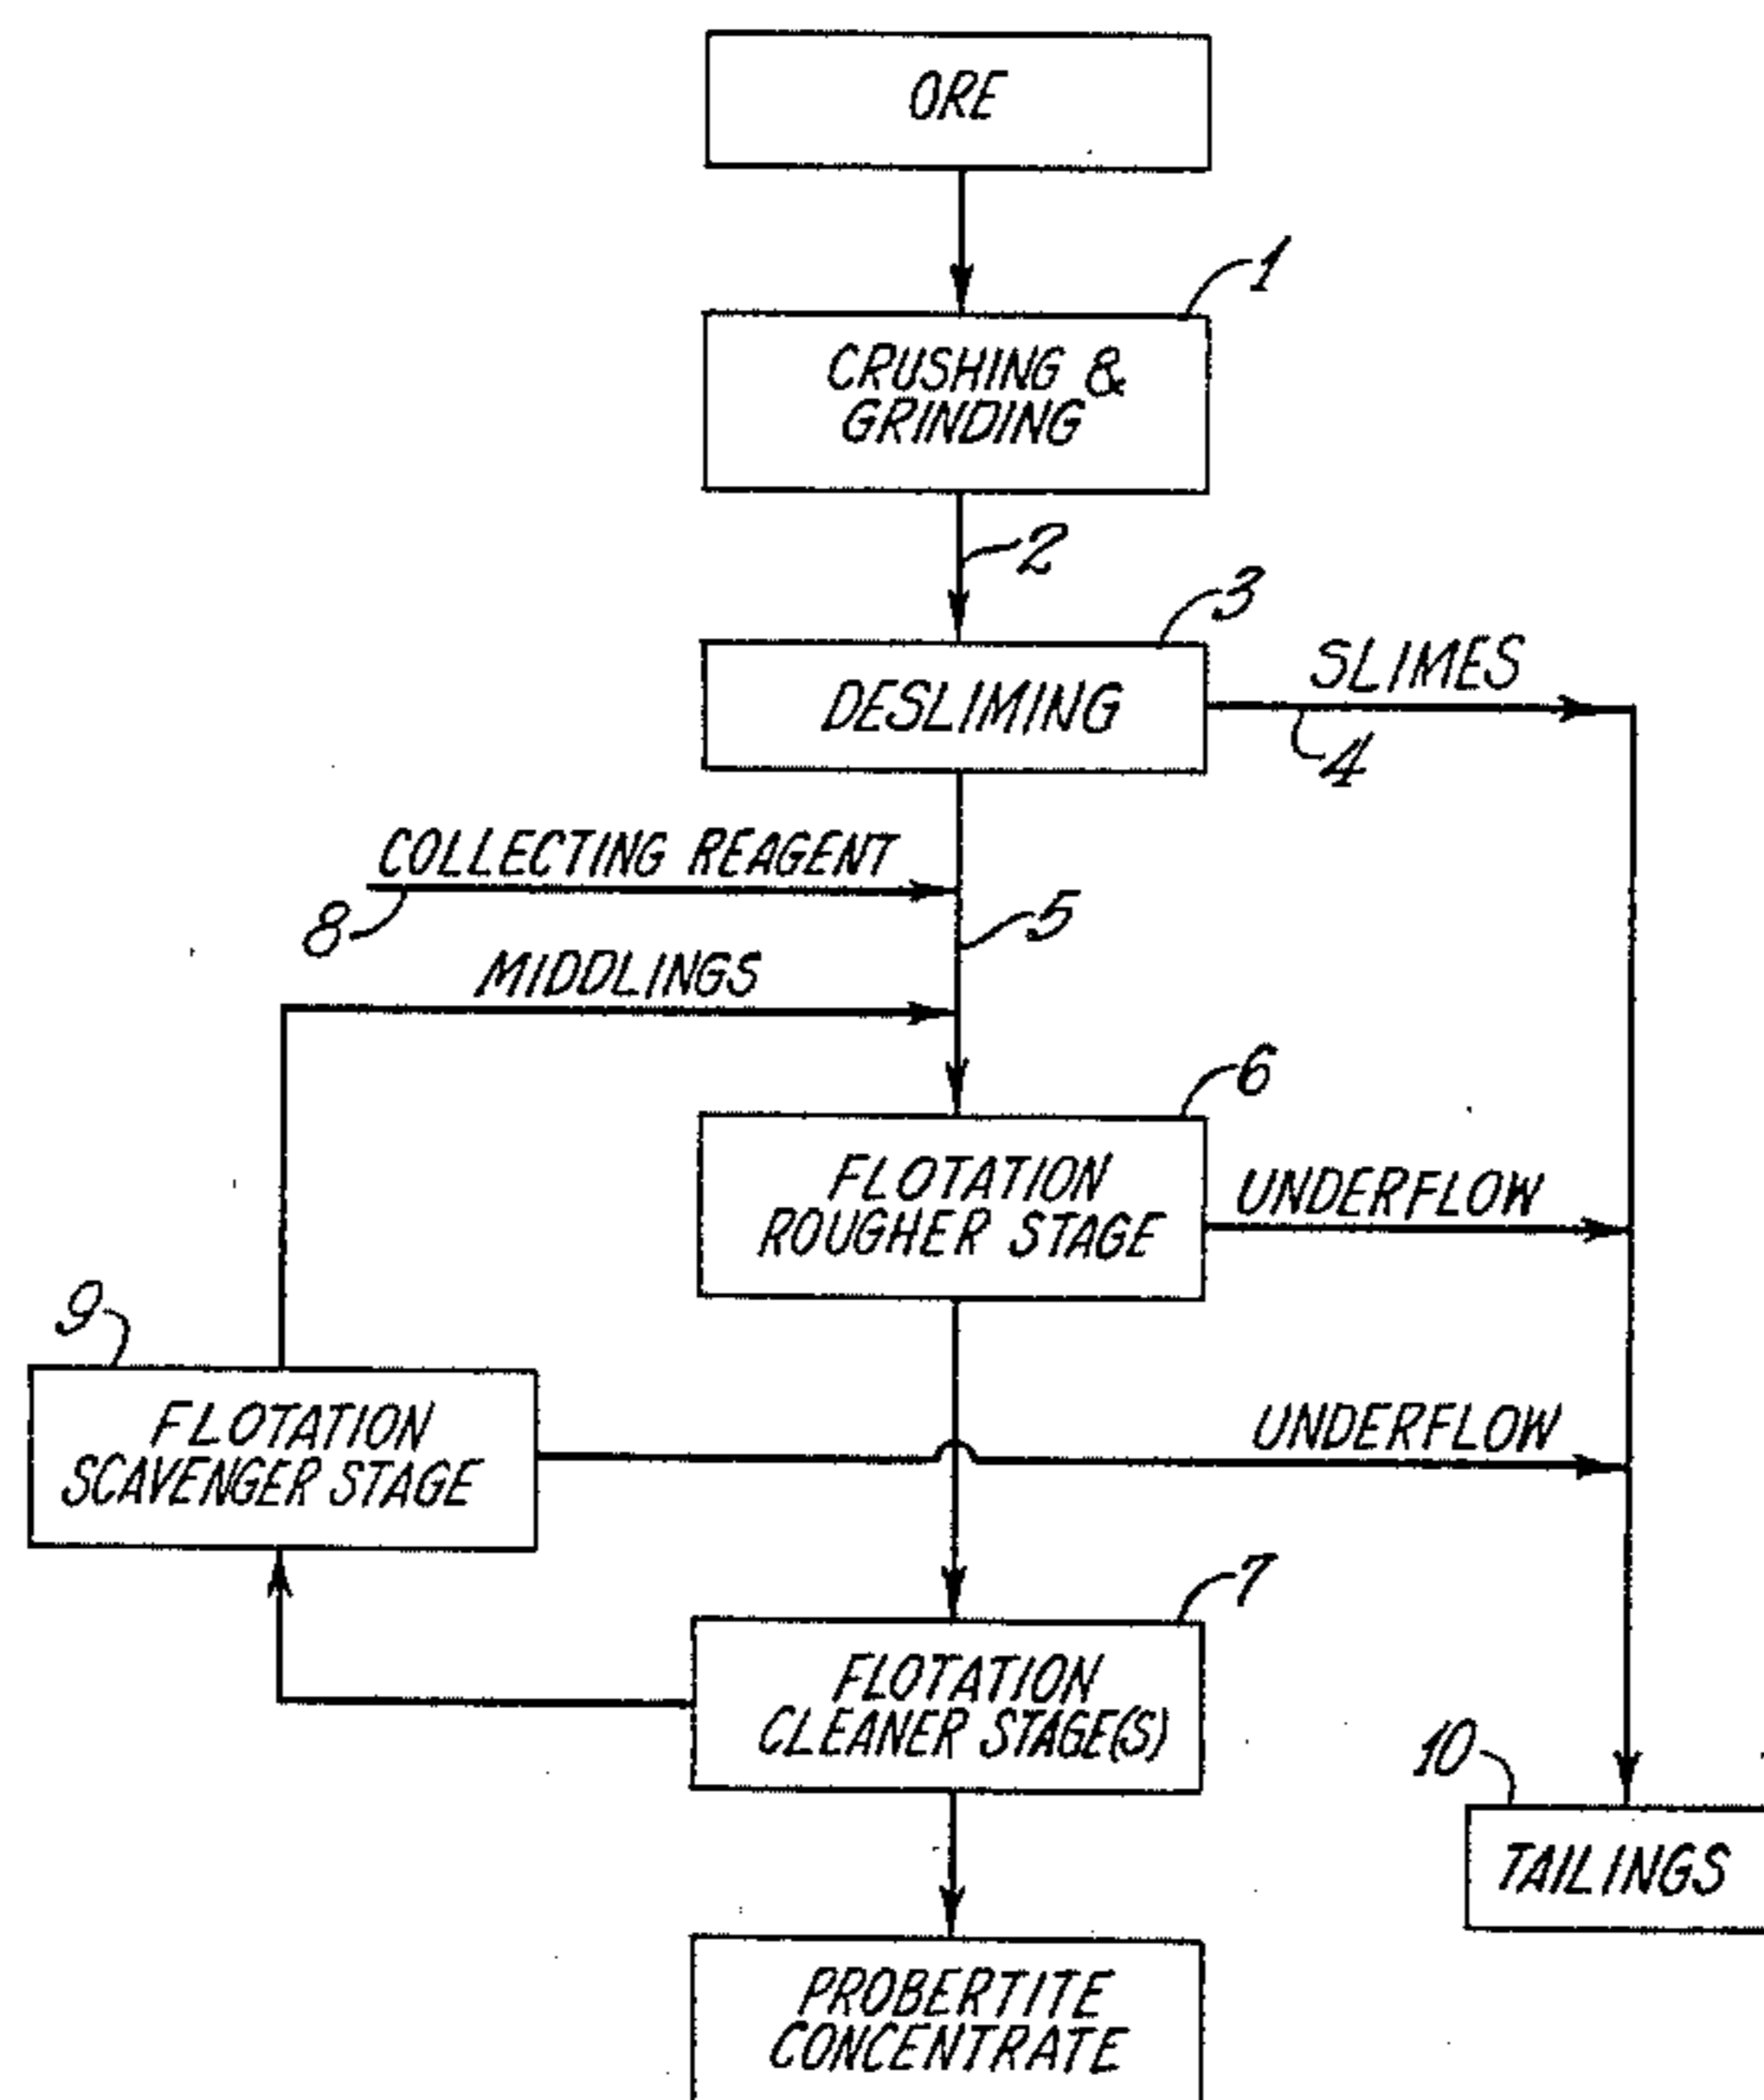 ORE
1
CRUSHING &
GRINDING
2
3
DESLIMING
SLIMES
4
COLLECTING REAGENT
8
5
MIDDLINGS
6
FLOTATION
ROUGHER STAGE
UNDERFLOW
9
FLOTATION
SCAVENGER STAGE
UNDERFLOW
7
FLOTATION
CLEANER STAGE(S)
10
TAILINGS
PROBERTITE
CONCENTRATE